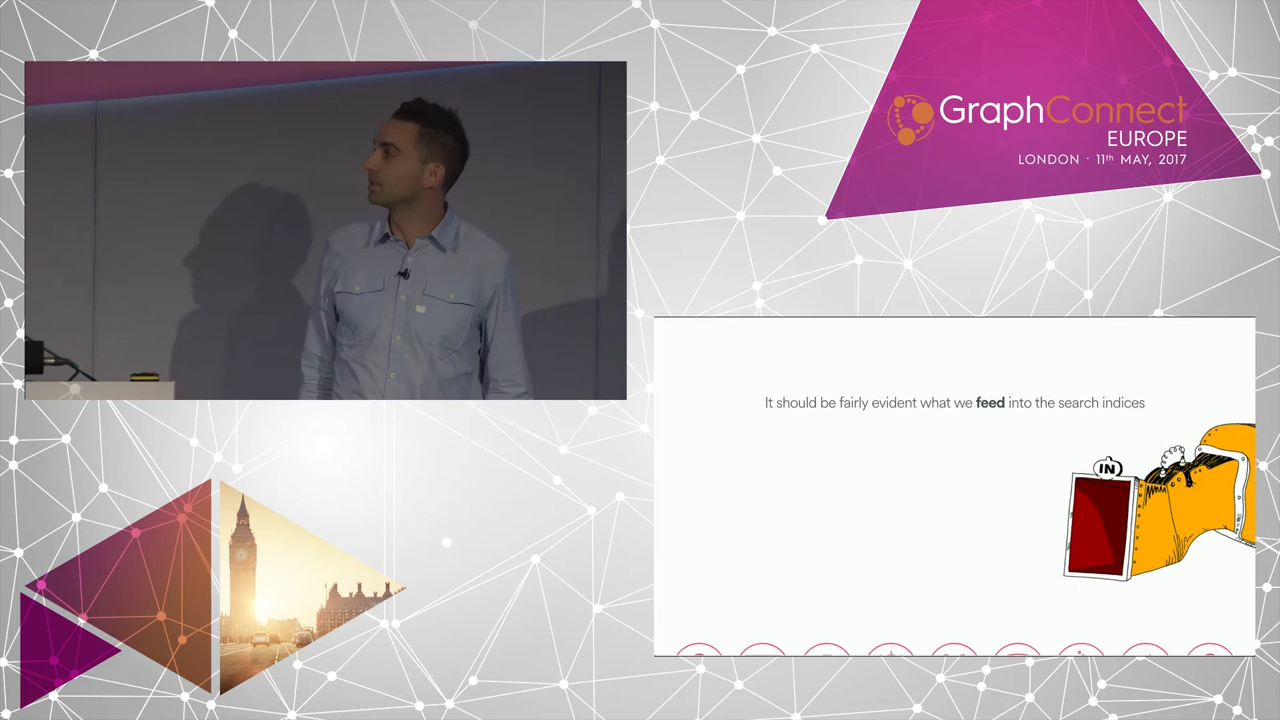 GraphConnect
EUROPE
LONDON · 11th MAY, 2017
It should be fairly evident what we feed into the search indices
IN